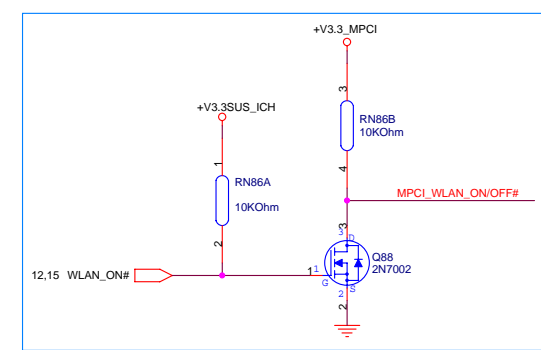 +V3.3_MPCI
3
+V3.3SUS_ICH
RN86B
10KOhm
1
4
RN86A
MPCI_WLAN_ON/OFF#
10KOhm
3
3
D
2
Q88
2N7002
12,15 WLAN_ON#
1
1
G
S
2
2